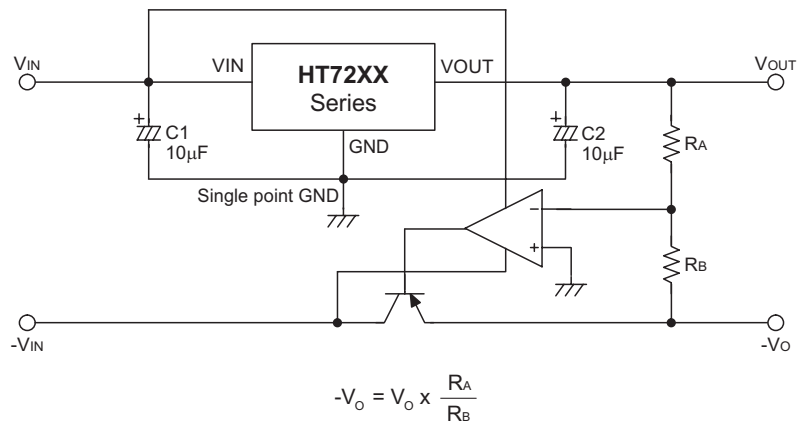 VIN
VIN
HT72XX
Series
VOUT
VOUT
+
C1
10μF
GND
+
C2
10μF
RA
Single point GND
−
+
RB
-VIN
-VO
-VO = VO x RA / RB